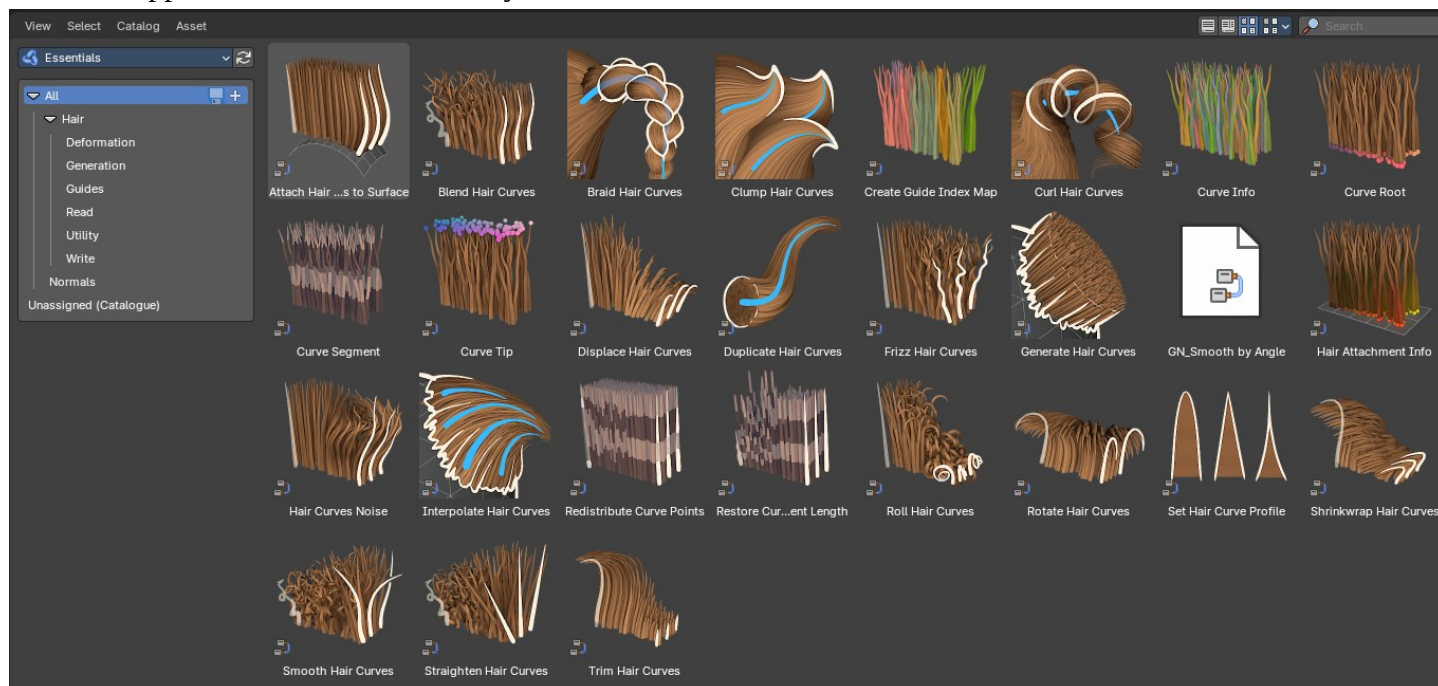 View Select Catalog Asset
Search
Essentials
All
Hair
Deformation
Generation
Guides
Read
Utility
Write
Normals
Unassigned (Catalogue)
Attach Hair ...s to Surface
Blend Hair Curves
Braid Hair Curves
Clump Hair Curves
Create Guide Index Map
Curl Hair Curves
Curve Info
Curve Root
Curve Segment
Curve Tip
Displace Hair Curves
Duplicate Hair Curves
Frizz Hair Curves
Generate Hair Curves
GN_Smooth by Angle
Hair Attachment Info
Hair Curves Noise
Interpolate Hair Curves
Redistribute Curve Points
Restore Cur...ent Length
Roll Hair Curves
Rotate Hair Curves
Set Hair Curve Profile
Shrinkwrap Hair Curves
Smooth Hair Curves
Straighten Hair Curves
Trim Hair Curves